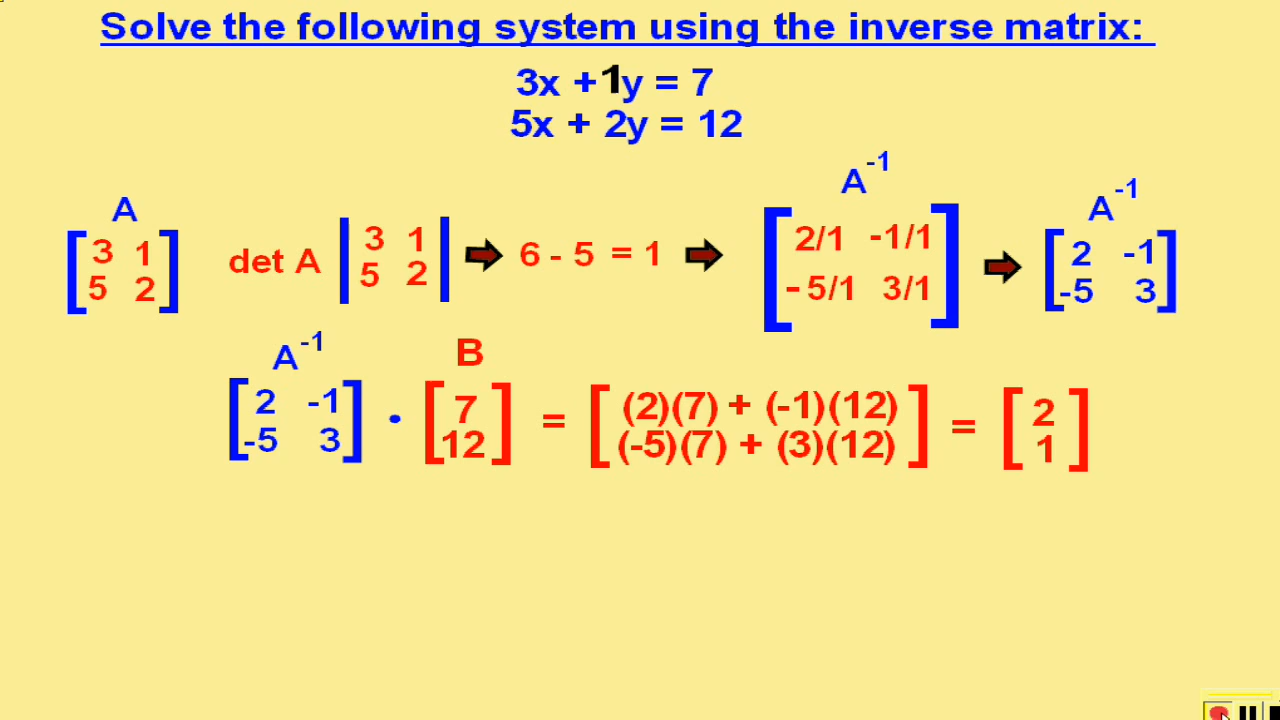 Solve the following system using the inverse matrix:
3x + 1y = 7
5x + 2y = 12
A
det A
3 1
5 2
3 1
5 2
6 - 5 = 1
A-1
2/1 -1/1
- 5/1 3/1
A-1
2 -1
-5 3
A-1
2 -1
-5 3
·
B
7
12
=
(2)(7) + (-1)(12)
(-5)(7) + (3)(12)
=
2
1